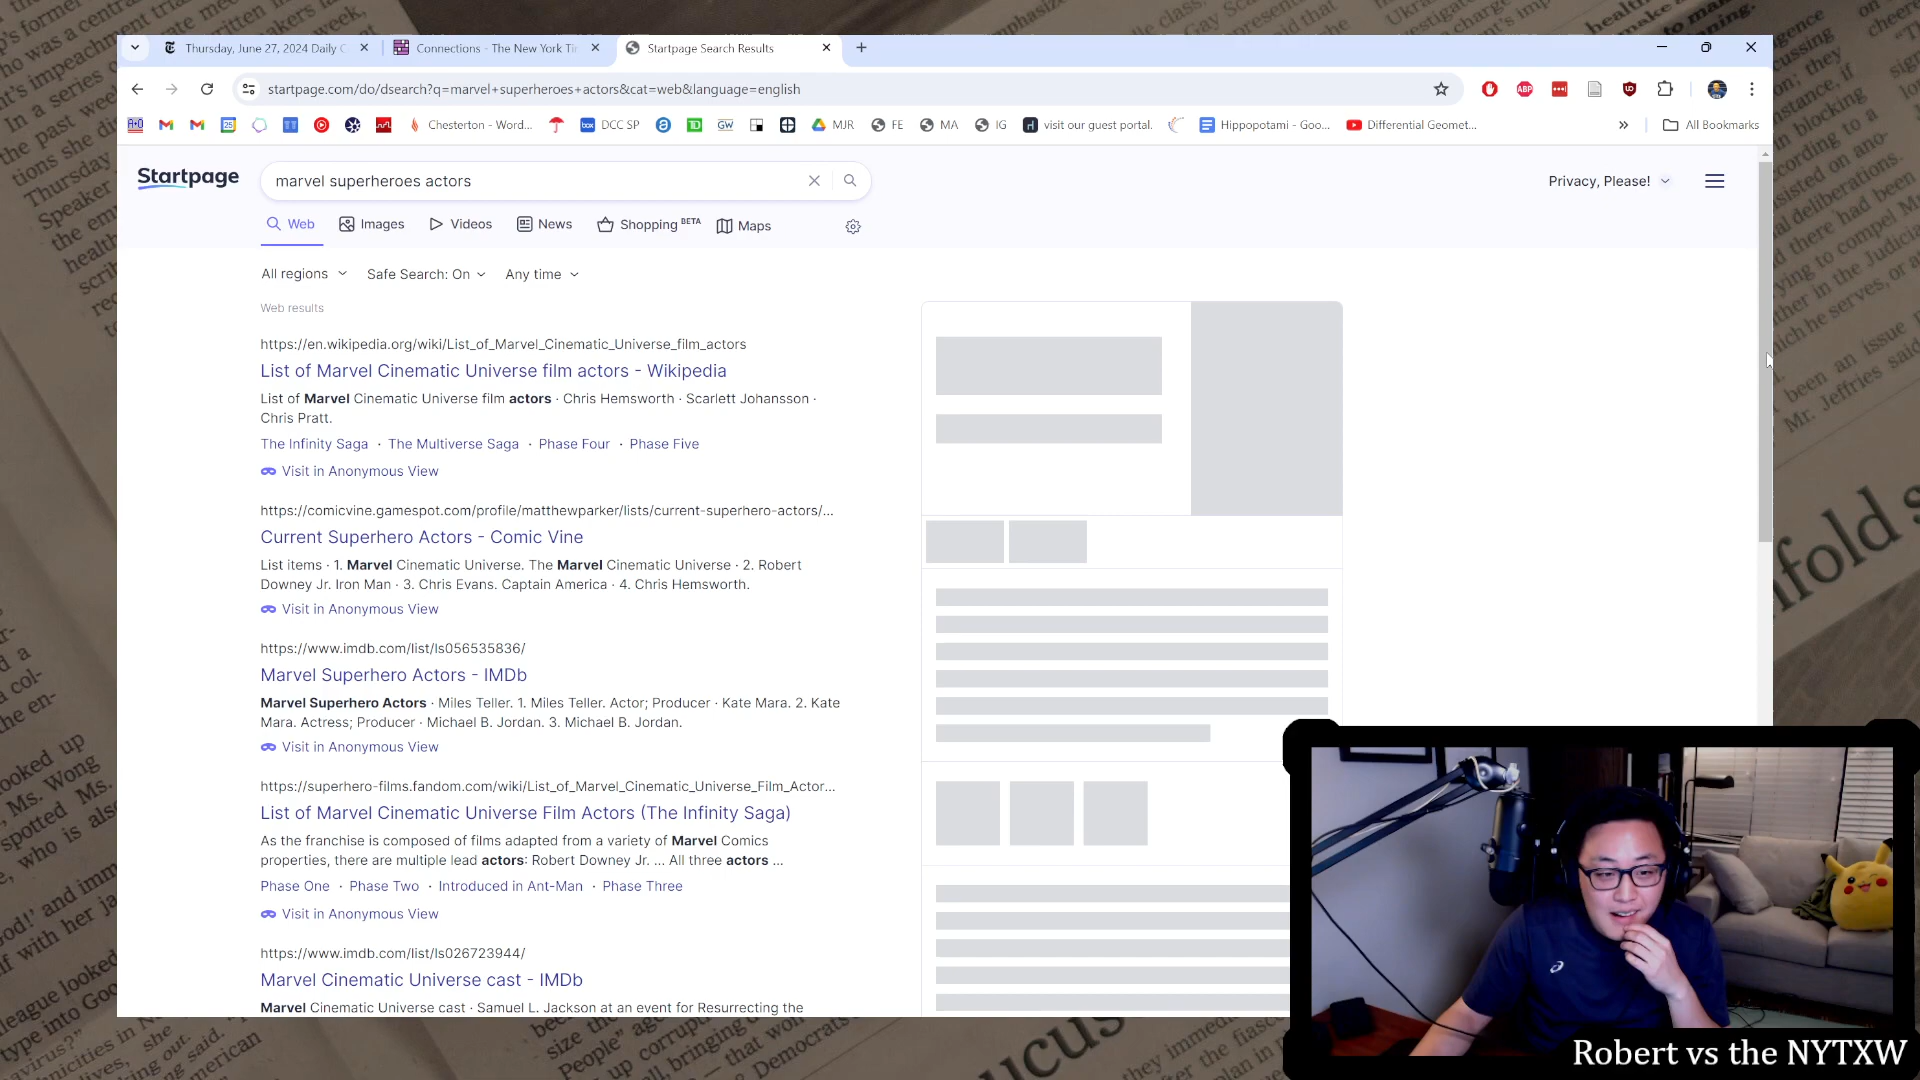 Thursday, June 27, 2024 Daily C
Connections - The New York Tir
Startpage Search Results
startpage.com/do/dsearch?q=marvel+superheroes+actors&cat=web&language=english
Chesterton - Word...
DCC SP
GW
MJR
FE
MA
IG
visit our guest portal.
Hippopotami - Goo...
Differential Geomet...
All Bookmarks
Startpage
marvel superheroes actors
Privacy, Please!
Web
Images
Videos
News
Shopping BETA
Maps
All regions
Safe Search: On
Any time
Web results
https://en.wikipedia.org/wiki/List_of_Marvel_Cinematic_Universe_film_actors
List of Marvel Cinematic Universe film actors - Wikipedia
List of Marvel Cinematic Universe film actors · Chris Hemsworth · Scarlett Johansson ·
Chris Pratt.
The Infinity Saga · The Multiverse Saga · Phase Four · Phase Five
Visit in Anonymous View
https://comicvine.gamespot.com/profile/matthewparker/lists/current-superhero-actors/...
Current Superhero Actors - Comic Vine
List items · 1. Marvel Cinematic Universe. The Marvel Cinematic Universe · 2. Robert
Downey Jr. Iron Man · 3. Chris Evans. Captain America · 4. Chris Hemsworth.
Visit in Anonymous View
https://www.imdb.com/list/ls056535836/
Marvel Superhero Actors - IMDb
Marvel Superhero Actors · Miles Teller. 1. Miles Teller. Actor; Producer · Kate Mara. 2. Kate
Mara. Actress; Producer · Michael B. Jordan. 3. Michael B. Jordan.
Visit in Anonymous View
https://superhero-films.fandom.com/wiki/List_of_Marvel_Cinematic_Universe_Film_Actor...
List of Marvel Cinematic Universe Film Actors (The Infinity Saga)
As the franchise is composed of films adapted from a variety of Marvel Comics
properties, there are multiple lead actors: Robert Downey Jr. ... All three actors ...
Phase One · Phase Two · Introduced in Ant-Man · Phase Three
Visit in Anonymous View
https://www.imdb.com/list/ls026723944/
Marvel Cinematic Universe cast - IMDb
Marvel Cinematic Universe cast · Samuel L. Jackson at an event for Resurrecting the
Robert vs the NYTXW